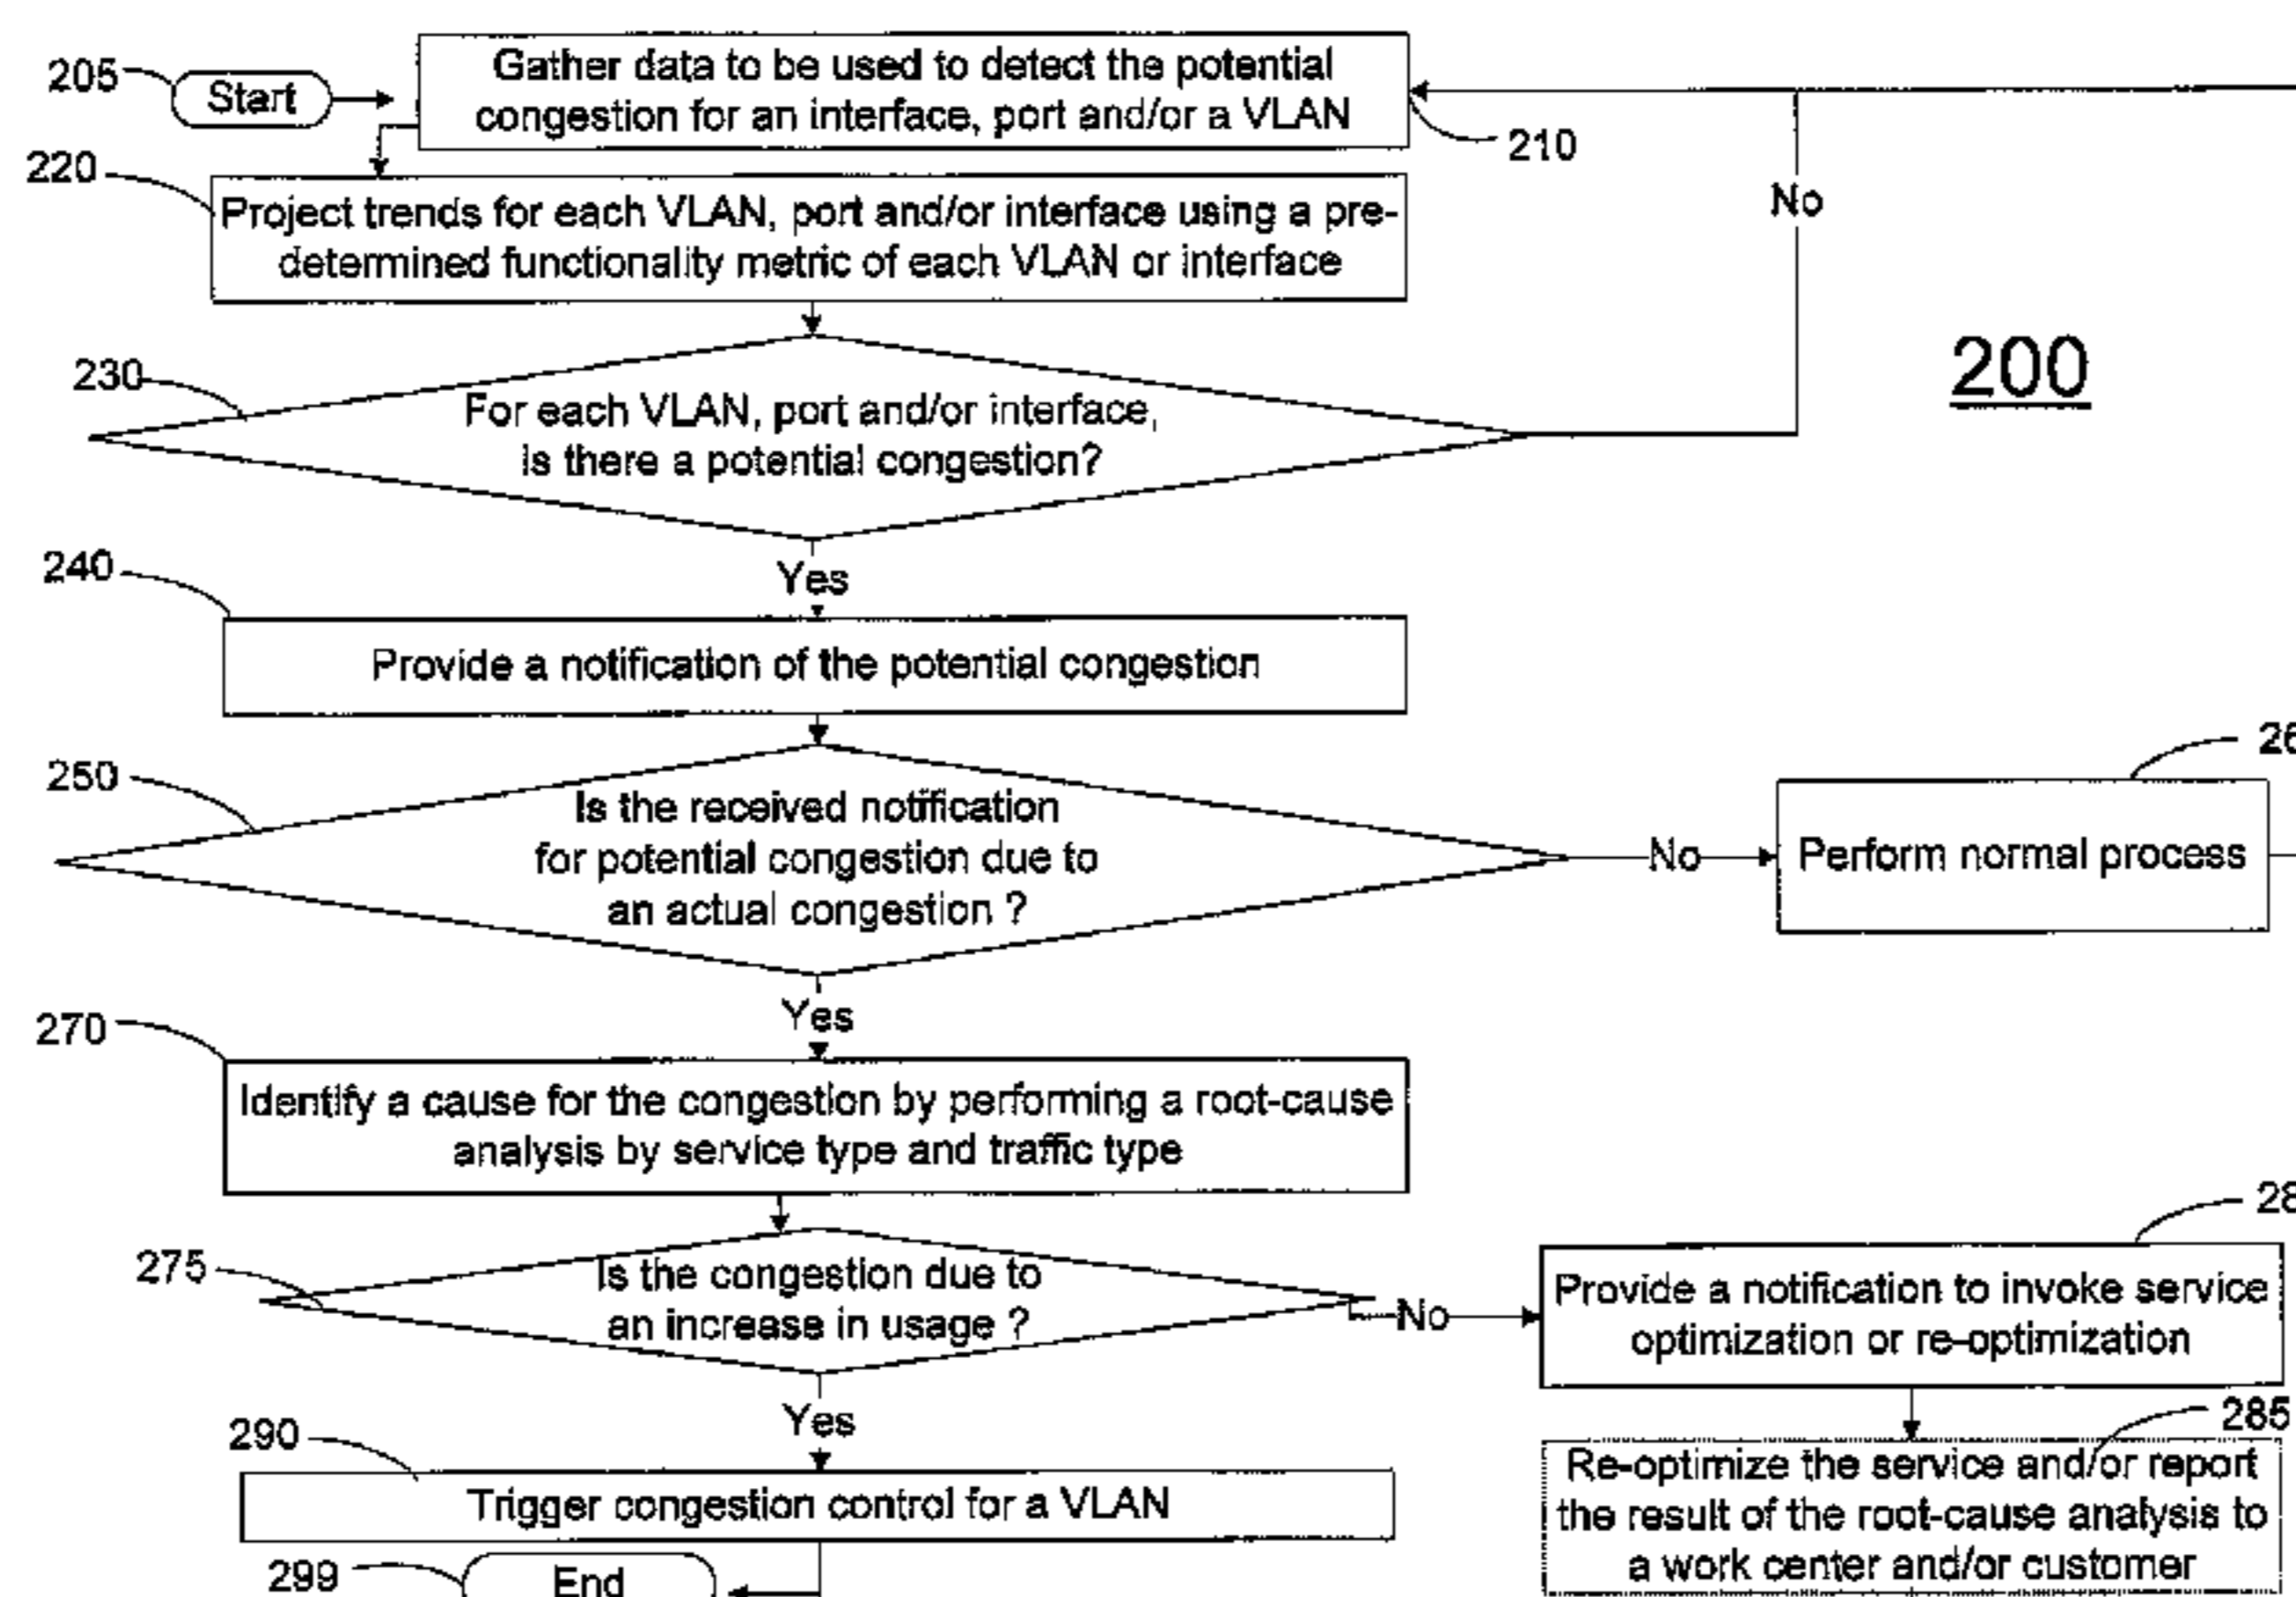 205
Start
Gather data to be used to detect the potential
congestion for an interface, port and/or a VLAN
210
220
Project trends for each VLAN, port and/or interface using a pre-
determined functionality metric of each VLAN or interface
No
200
230
For each VLAN, port and/or interface,
is there a potential congestion?
Yes
240
Provide a notification of the potential congestion
250
Is the received notification
for potential congestion due to
an actual congestion ?
No
Perform normal process
Yes
270
Identify a cause for the congestion by performing a root-cause
analysis by service type and traffic type
275
Is the congestion due to
an increase in usage ?
No
Provide a notification to invoke service
optimization or re-optimization
Yes
285
Re-optimize the service and/or report
the result of the root-cause analysis to
a work center and/or customer
290
Trigger congestion control for a VLAN
299
End